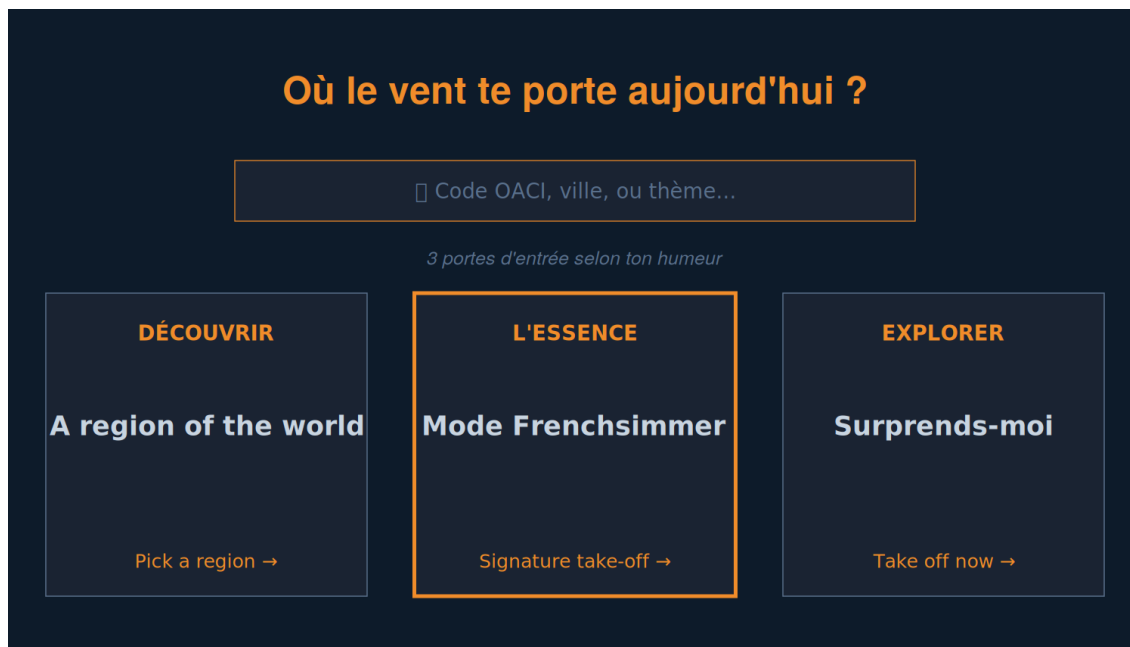 Où le vent te porte aujourd'hui ?
Code OACI, ville, ou thème...
3 portes d'entrée selon ton humeur
DÉCOUVRIR
A region of the world
Pick a region →
L'ESSENCE
Mode Frenchsimmer
Signature take-off →
EXPLORER
Surprends-moi
Take off now →